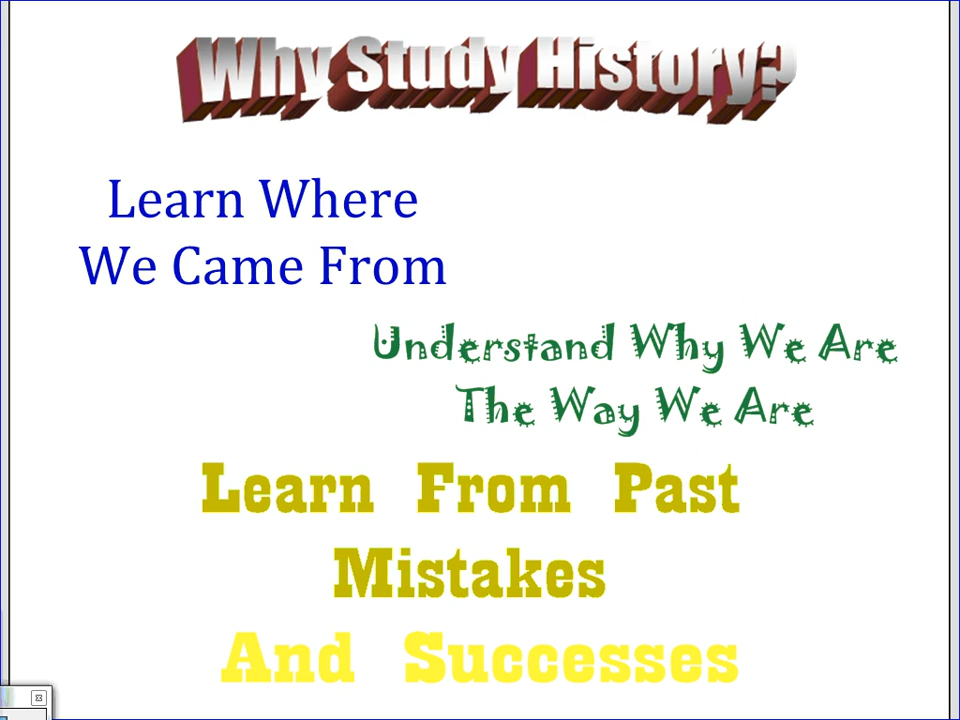 Why Study History?
Learn Where
We Came From
Understand Why We Are
The Way We Are
Learn From Past
Mistakes
And Successes